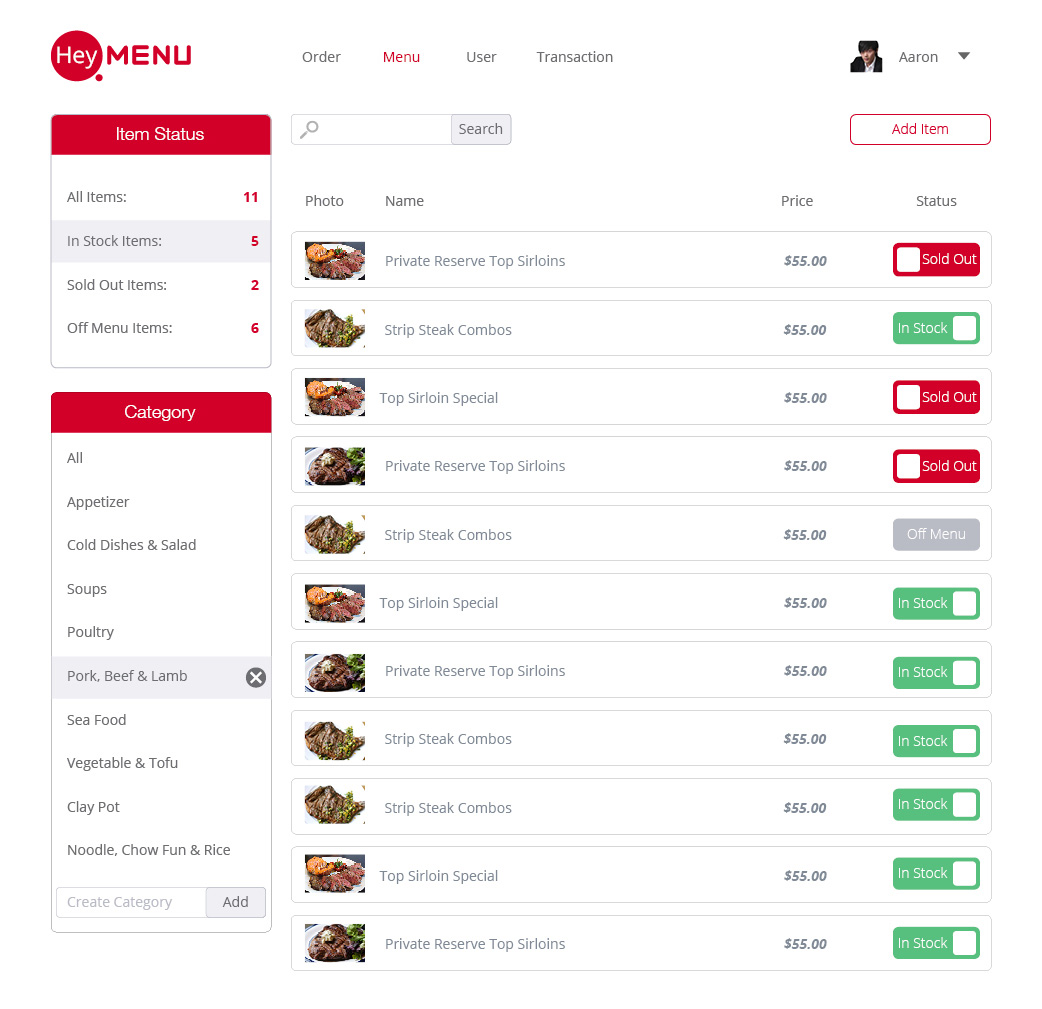 Hey MENU
Order Menu User Transaction
Aaron
Item Status
All Items: 11
In Stock Items: 5
Sold Out Items: 2
Off Menu Items: 6
Category
All
Appetizer
Cold Dishes & Salad
Soups
Poultry
Pork, Beef & Lamb
Sea Food
Vegetable & Tofu
Clay Pot
Noodle, Chow Fun & Rice
Create Category Add
Search
Add Item
Photo Name Price Status
Private Reserve Top Sirloins $55.00 Sold Out
Strip Steak Combos $55.00 In Stock
Top Sirloin Special $55.00 Sold Out
Private Reserve Top Sirloins $55.00 Sold Out
Strip Steak Combos $55.00 Off Menu
Top Sirloin Special $55.00 In Stock
Private Reserve Top Sirloins $55.00 In Stock
Strip Steak Combos $55.00 In Stock
Strip Steak Combos $55.00 In Stock
Top Sirloin Special $55.00 In Stock
Private Reserve Top Sirloins $55.00 In Stock